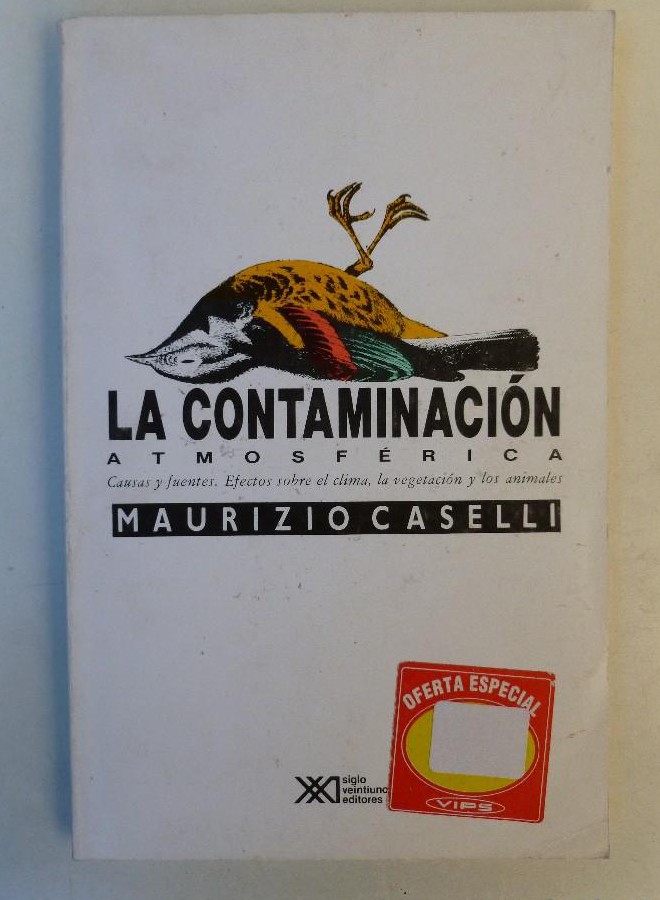 LA CONTAMINACIÓN
ATMOSFÉRICA
Causas y fuentes. Efectos sobre el clima, la vegetación y los animales
MAURIZIO CASELLI
OFERTA ESPECIAL
VIPS
siglo
veintiuno
editores